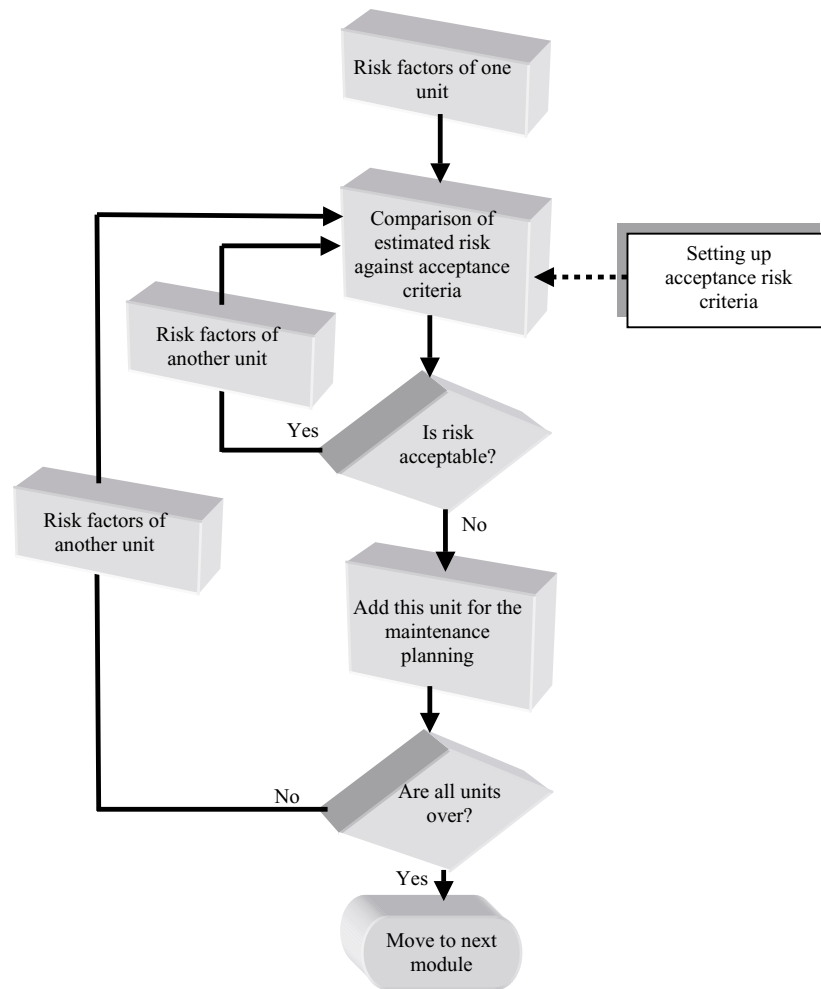 Risk factors of one
unit
Comparison of
estimated risk
against acceptance
criteria
Setting up
acceptance risk
criteria
Risk factors of
another unit
Yes
Is risk
acceptable?
Risk factors of
another unit
No
Add this unit for the
maintenance
planning
No
Are all units
over?
Yes
Move to next
module